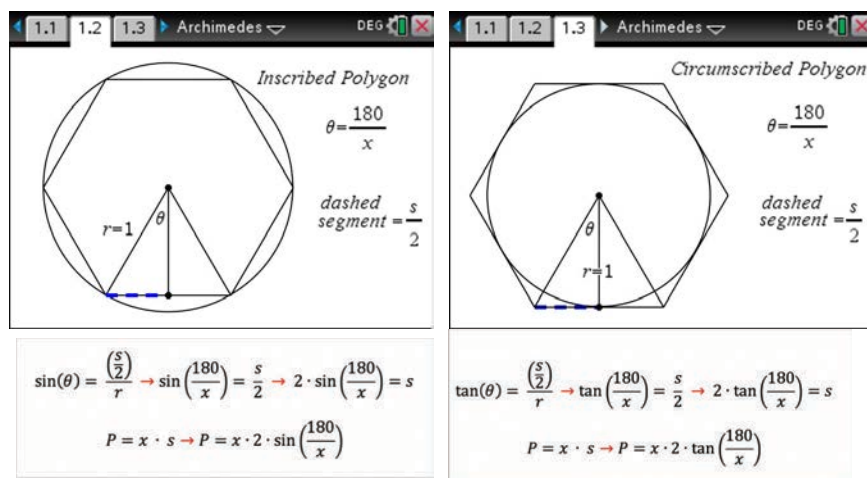 1.1 1.2 1.3 Archimedes DEG
Inscribed Polygon
θ=180/x
dashed
segment = s/2
r=1
θ
sin(θ) = (s/2)/r → sin(180/x) = s/2 → 2·sin(180/x) = s
P = x · s → P = x · 2 · sin(180/x)
1.1 1.2 1.3 Archimedes DEG
Circumscribed Polygon
θ=180/x
dashed
segment = s/2
θ
r=1
tan(θ) = (s/2)/r → tan(180/x) = s/2 → 2·tan(180/x) = s
P = x · s → P = x · 2 · tan(180/x)